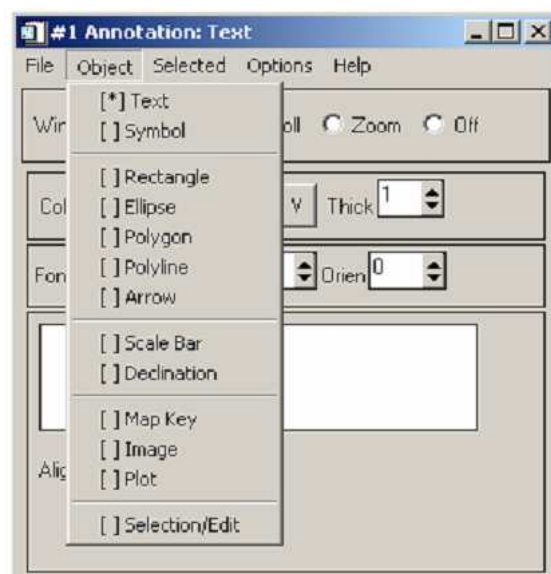 #1 Annotation: Text
File Object Selected Options Help
[*] Text
[ ] Symbol
[ ] Rectangle
[ ] Ellipse
[ ] Polygon
[ ] Polyline
[ ] Arrow
[ ] Scale Bar
[ ] Declination
[ ] Map Key
[ ] Image
[ ] Plot
[ ] Selection/Edit
Win oll Zoom Off
Col V Thick 1
Fon Orien 0
Alig